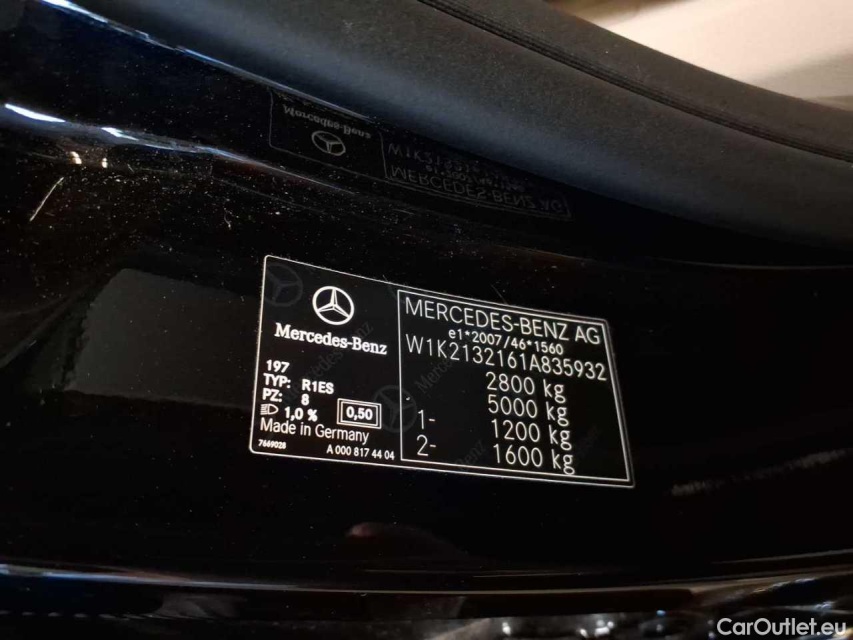 Mercedes-Benz
197
TYP: R1ES
PZ: 8
1,0 % 0,50
Made in Germany
7669028 A 000 817 44 04
MERCEDES-BENZ AG
e1*2007/46*1560
W1K2132161A835932
2800 kg
5000 kg
1- 1200 kg
2- 1600 kg
CarOutlet.eu